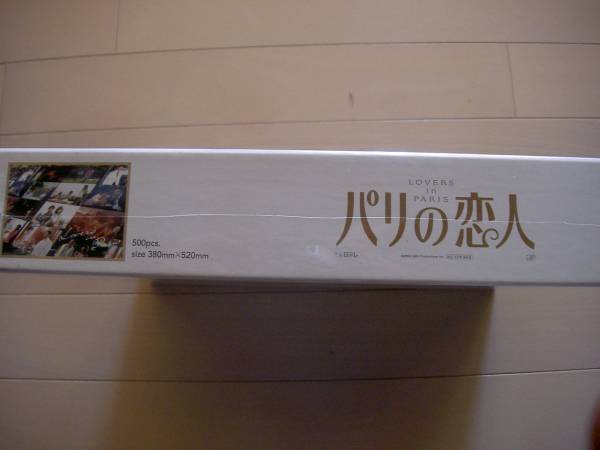 500pcs.
size 380mm×520mm
LOVERS
in
PARIS
パリの恋人